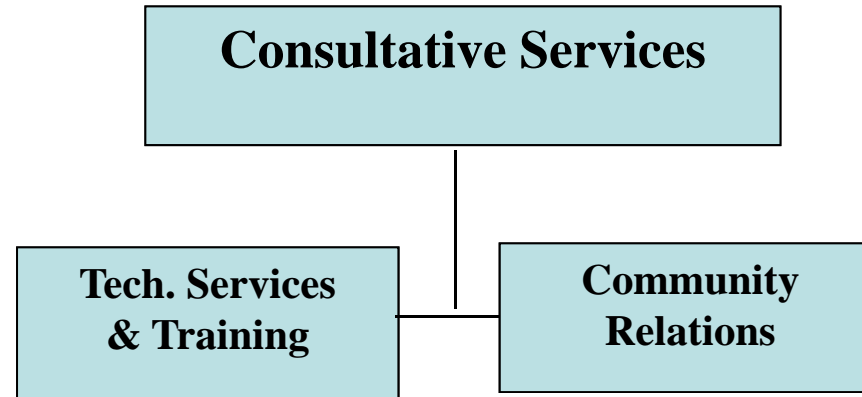 Consultative Services
Tech. Services
& Training
Community
Relations